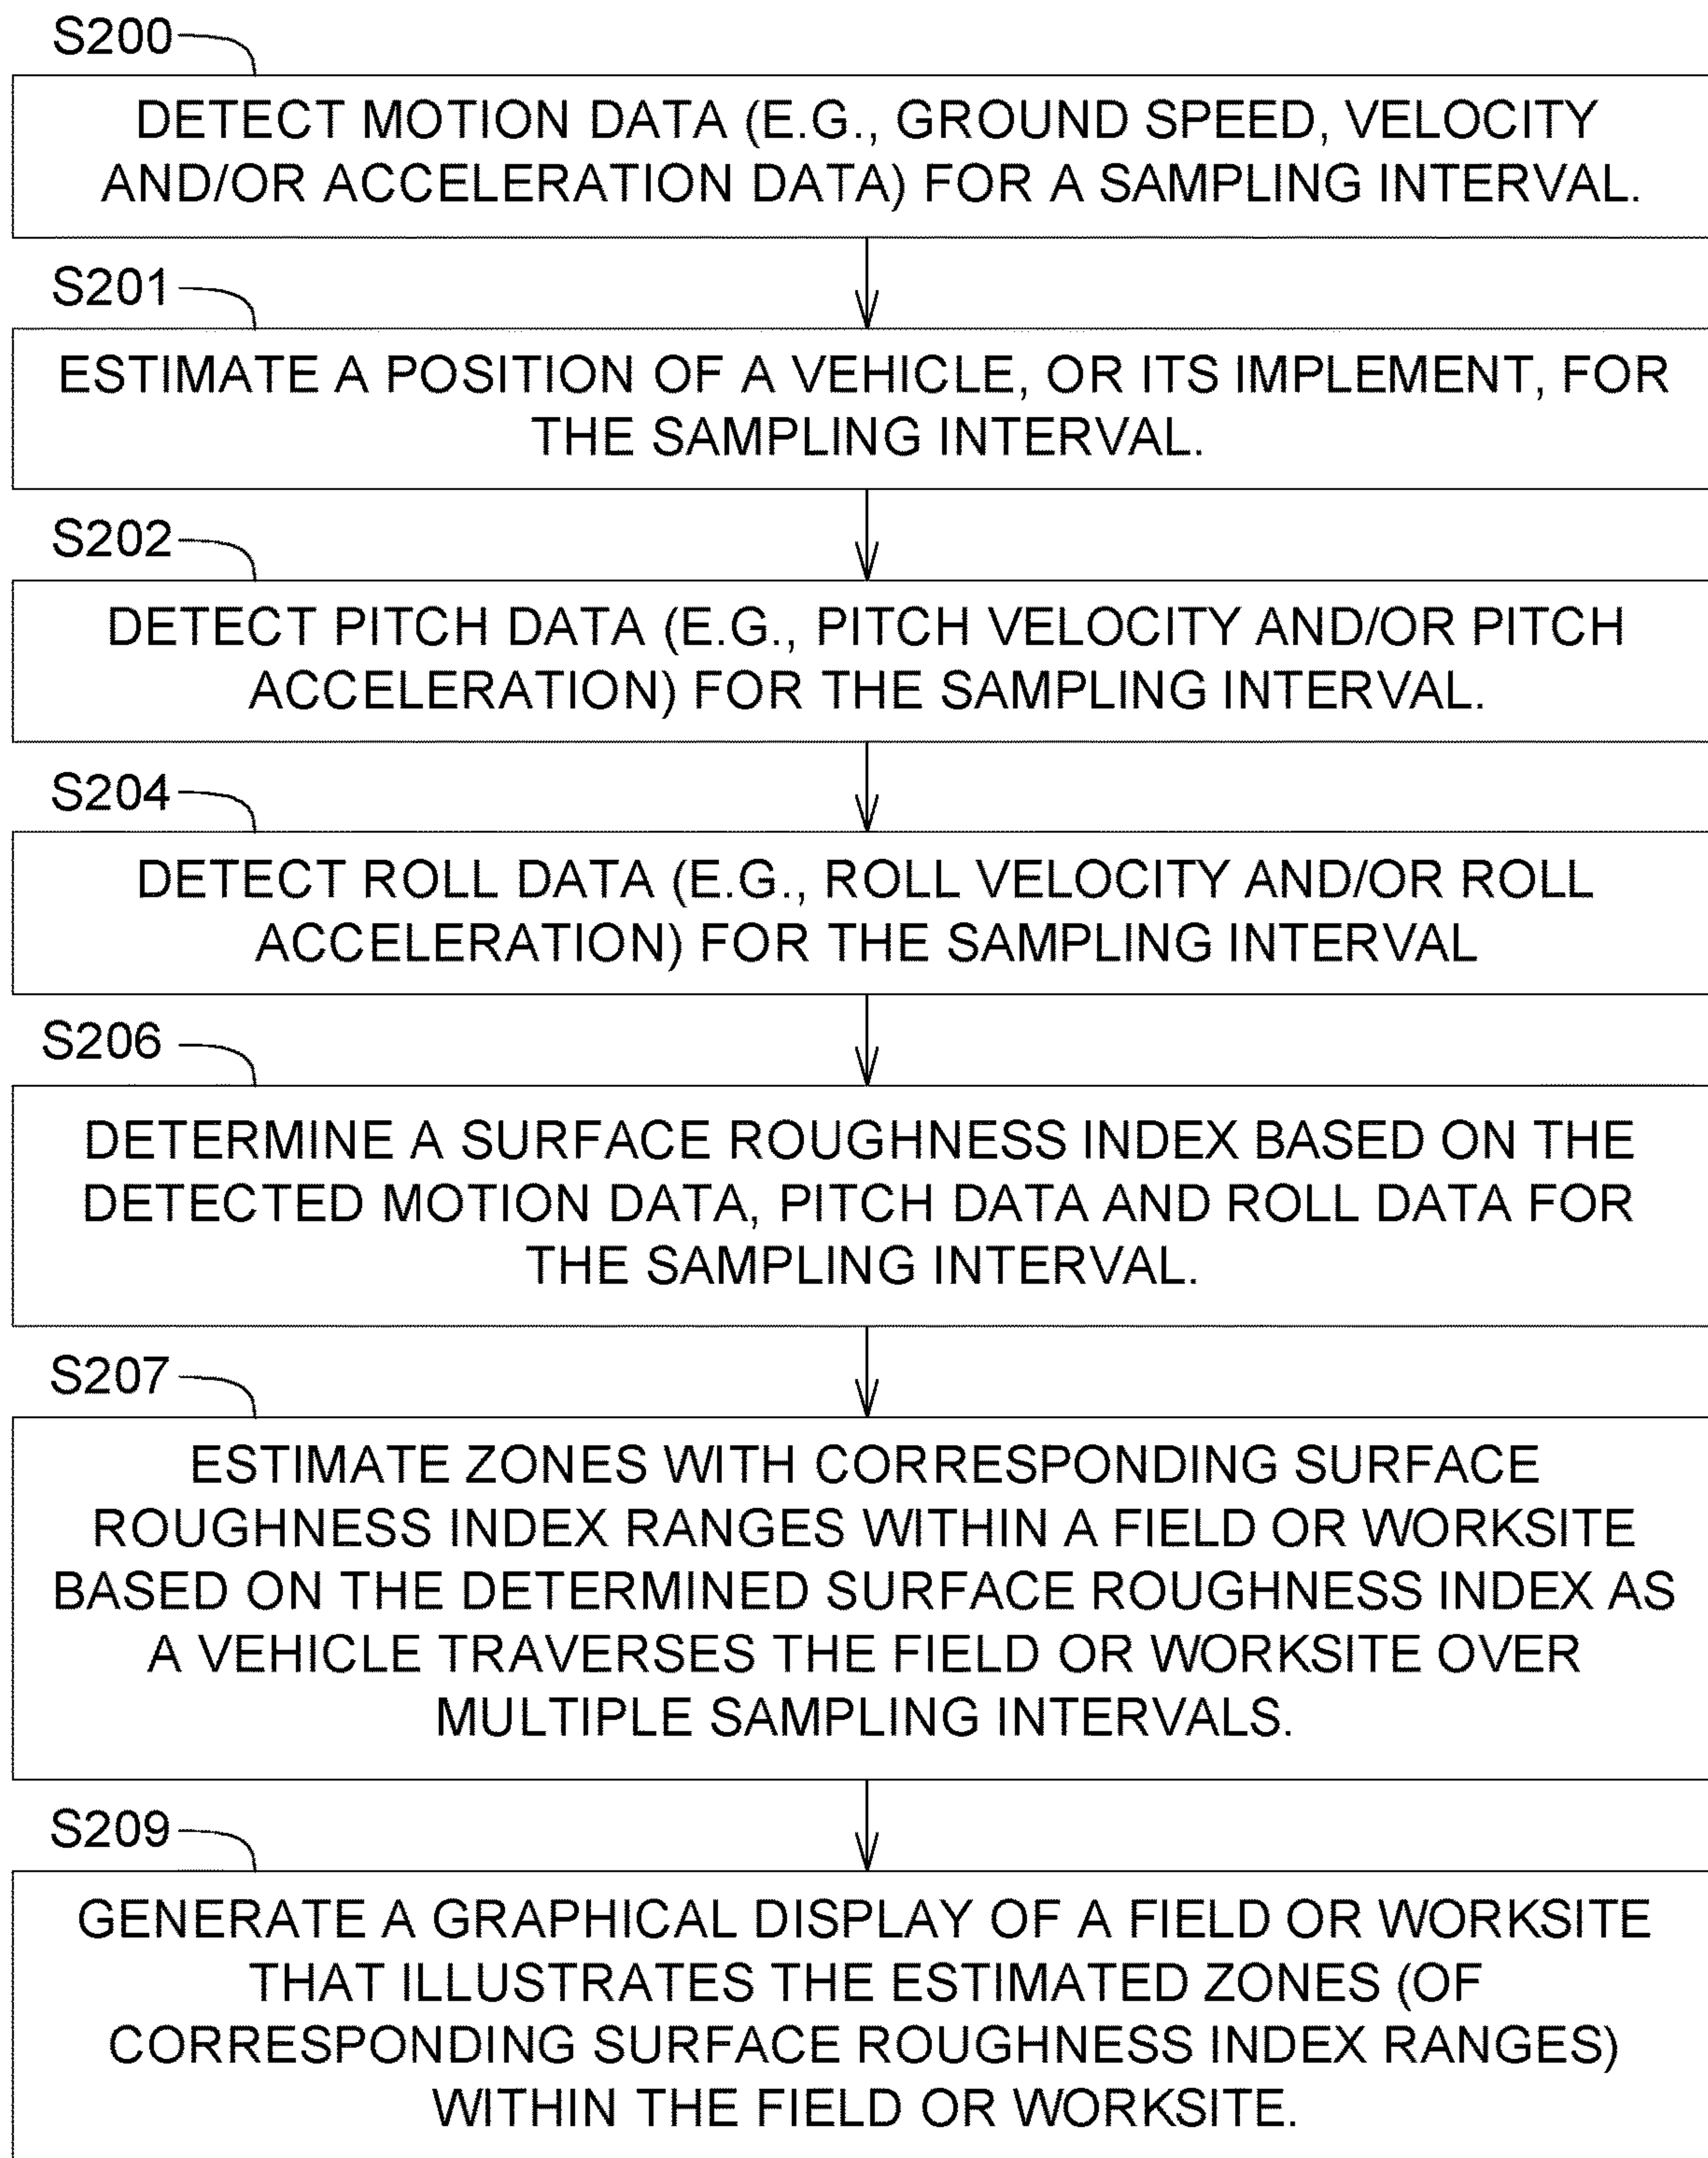 S200
DETECT MOTION DATA (E.G., GROUND SPEED, VELOCITY
AND/OR ACCELERATION DATA) FOR A SAMPLING INTERVAL.
S201
ESTIMATE A POSITION OF A VEHICLE, OR ITS IMPLEMENT, FOR
THE SAMPLING INTERVAL.
S202
DETECT PITCH DATA (E.G., PITCH VELOCITY AND/OR PITCH
ACCELERATION) FOR THE SAMPLING INTERVAL.
S204
DETECT ROLL DATA (E.G., ROLL VELOCITY AND/OR ROLL
ACCELERATION) FOR THE SAMPLING INTERVAL
S206
DETERMINE A SURFACE ROUGHNESS INDEX BASED ON THE
DETECTED MOTION DATA, PITCH DATA AND ROLL DATA FOR
THE SAMPLING INTERVAL.
S207
ESTIMATE ZONES WITH CORRESPONDING SURFACE
ROUGHNESS INDEX RANGES WITHIN A FIELD OR WORKSITE
BASED ON THE DETERMINED SURFACE ROUGHNESS INDEX AS
A VEHICLE TRAVERSES THE FIELD OR WORKSITE OVER
MULTIPLE SAMPLING INTERVALS.
S209
GENERATE A GRAPHICAL DISPLAY OF A FIELD OR WORKSITE
THAT ILLUSTRATES THE ESTIMATED ZONES (OF
CORRESPONDING SURFACE ROUGHNESS INDEX RANGES)
WITHIN THE FIELD OR WORKSITE.